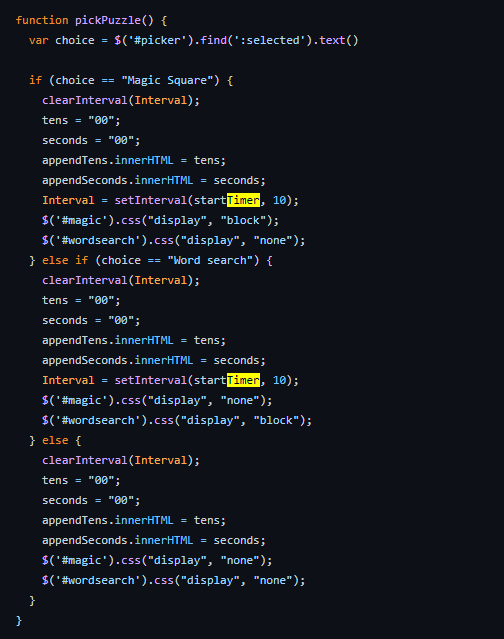 function pickPuzzle() {
  var choice = $('#picker').find(':selected').text()

  if (choice == "Magic Square") {
    clearInterval(Interval);
    tens = "00";
    seconds = "00";
    appendTens.innerHTML = tens;
    appendSeconds.innerHTML = seconds;
    Interval = setInterval(startTimer, 10);
    $('#magic').css("display", "block");
    $('#wordsearch').css("display", "none");
  } else if (choice == "Word search") {
    clearInterval(Interval);
    tens = "00";
    seconds = "00";
    appendTens.innerHTML = tens;
    appendSeconds.innerHTML = seconds;
    Interval = setInterval(startTimer, 10);
    $('#magic').css("display", "none");
    $('#wordsearch').css("display", "block");
  } else {
    clearInterval(Interval);
    tens = "00";
    seconds = "00";
    appendTens.innerHTML = tens;
    appendSeconds.innerHTML = seconds;
    $('#magic').css("display", "none");
    $('#wordsearch').css("display", "none");
  }
}